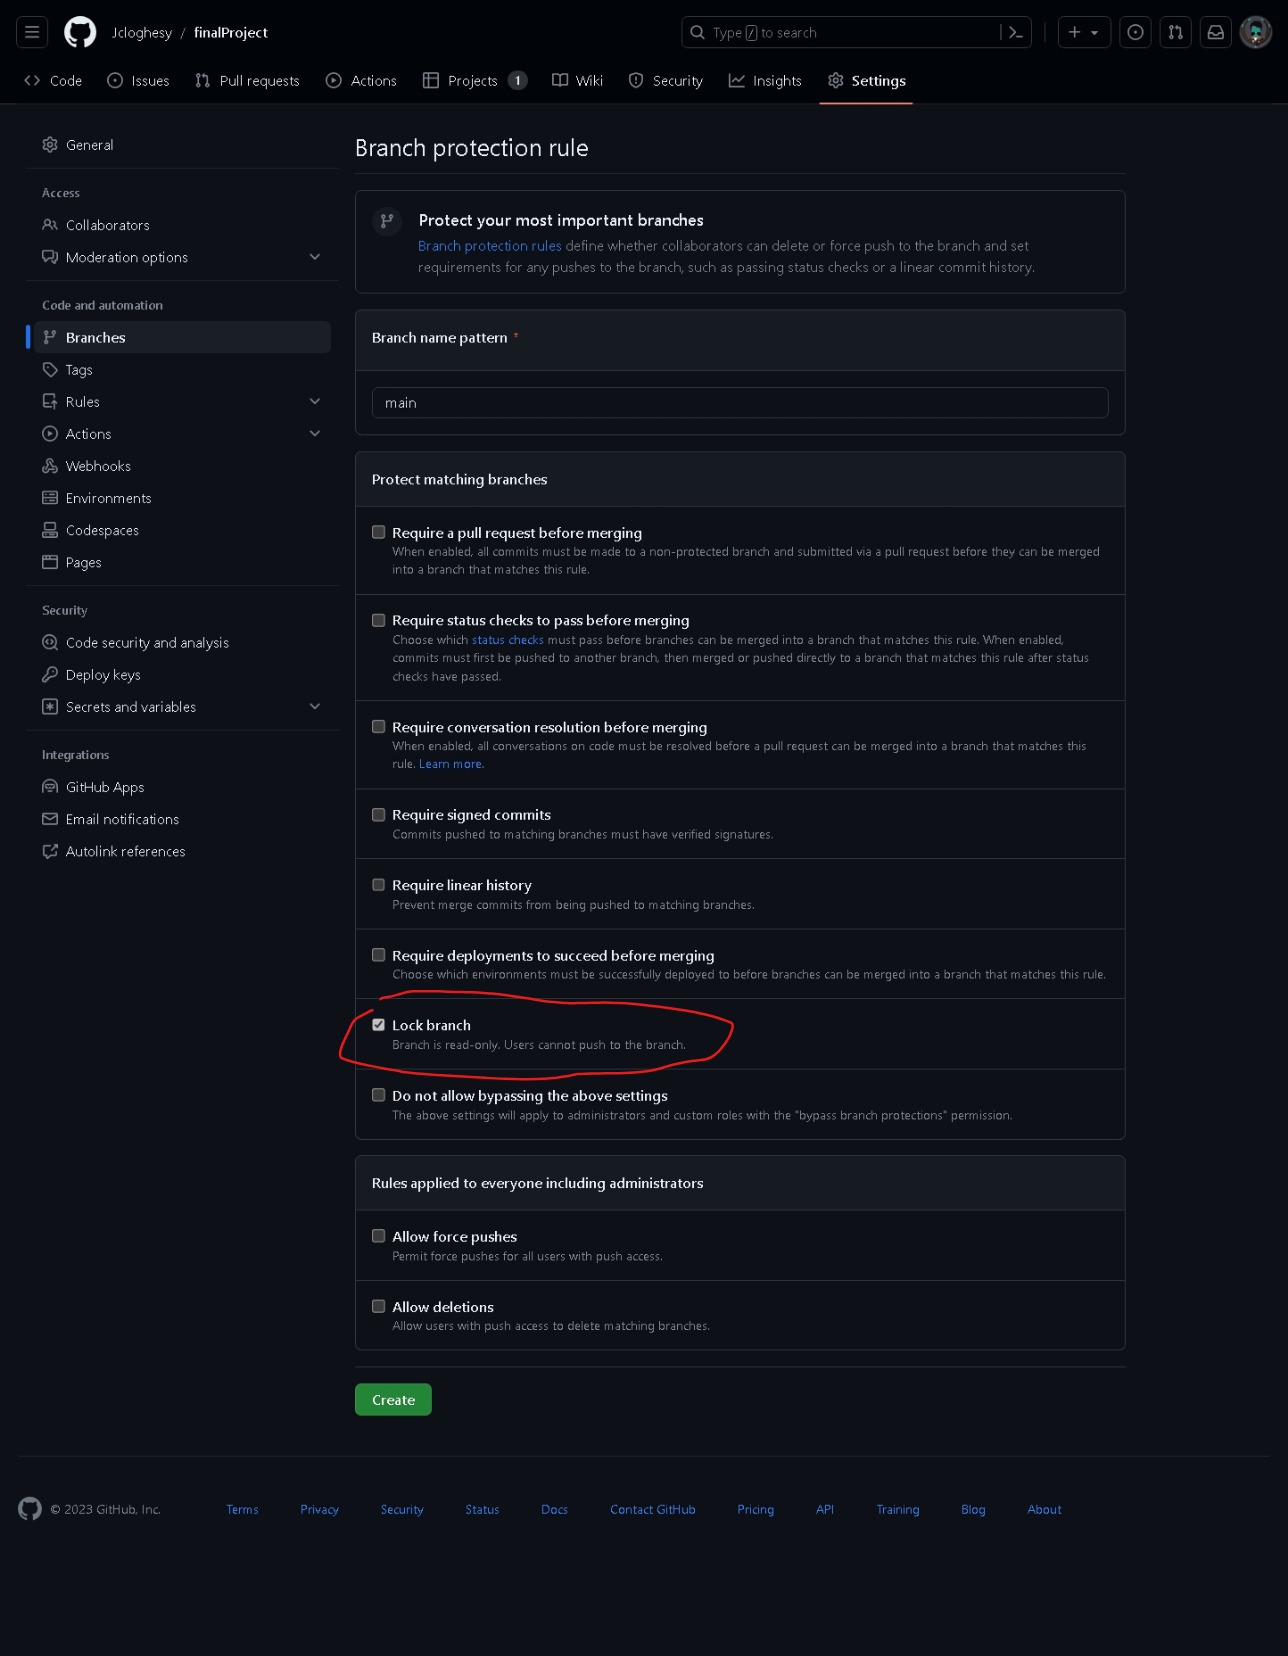 Jcloghesy / finalProject
Type / to search
Code
Issues
Pull requests
Actions
Projects 1
Wiki
Security
Insights
Settings
General
Access
Collaborators
Moderation options
Code and automation
Branches
Tags
Rules
Actions
Webhooks
Environments
Codespaces
Pages
Security
Code security and analysis
Deploy keys
Secrets and variables
Integrations
GitHub Apps
Email notifications
Autolink references
Branch protection rule
Protect your most important branches
Branch protection rules define whether collaborators can delete or force push to the branch and set
requirements for any pushes to the branch, such as passing status checks or a linear commit history.
Branch name pattern *
main
Protect matching branches
Require a pull request before merging
When enabled, all commits must be made to a non-protected branch and submitted via a pull request before they can be merged
into a branch that matches this rule.
Require status checks to pass before merging
Choose which status checks must pass before branches can be merged into a branch that matches this rule. When enabled,
commits must first be pushed to another branch, then merged or pushed directly to a branch that matches this rule after status
checks have passed.
Require conversation resolution before merging
When enabled, all conversations on code must be resolved before a pull request can be merged into a branch that matches this
rule. Learn more.
Require signed commits
Commits pushed to matching branches must have verified signatures.
Require linear history
Prevent merge commits from being pushed to matching branches.
Require deployments to succeed before merging
Choose which environments must be successfully deployed to before branches can be merged into a branch that matches this rule.
Lock branch
Branch is read-only. Users cannot push to the branch.
Do not allow bypassing the above settings
The above settings will apply to administrators and custom roles with the "bypass branch protections" permission.
Rules applied to everyone including administrators
Allow force pushes
Permit force pushes for all users with push access.
Allow deletions
Allow users with push access to delete matching branches.
Create
© 2023 GitHub, Inc.
Terms
Privacy
Security
Status
Docs
Contact GitHub
Pricing
API
Training
Blog
About